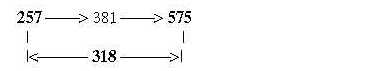 257 ——> 381 ——> 575
|<—— 318 ——>|